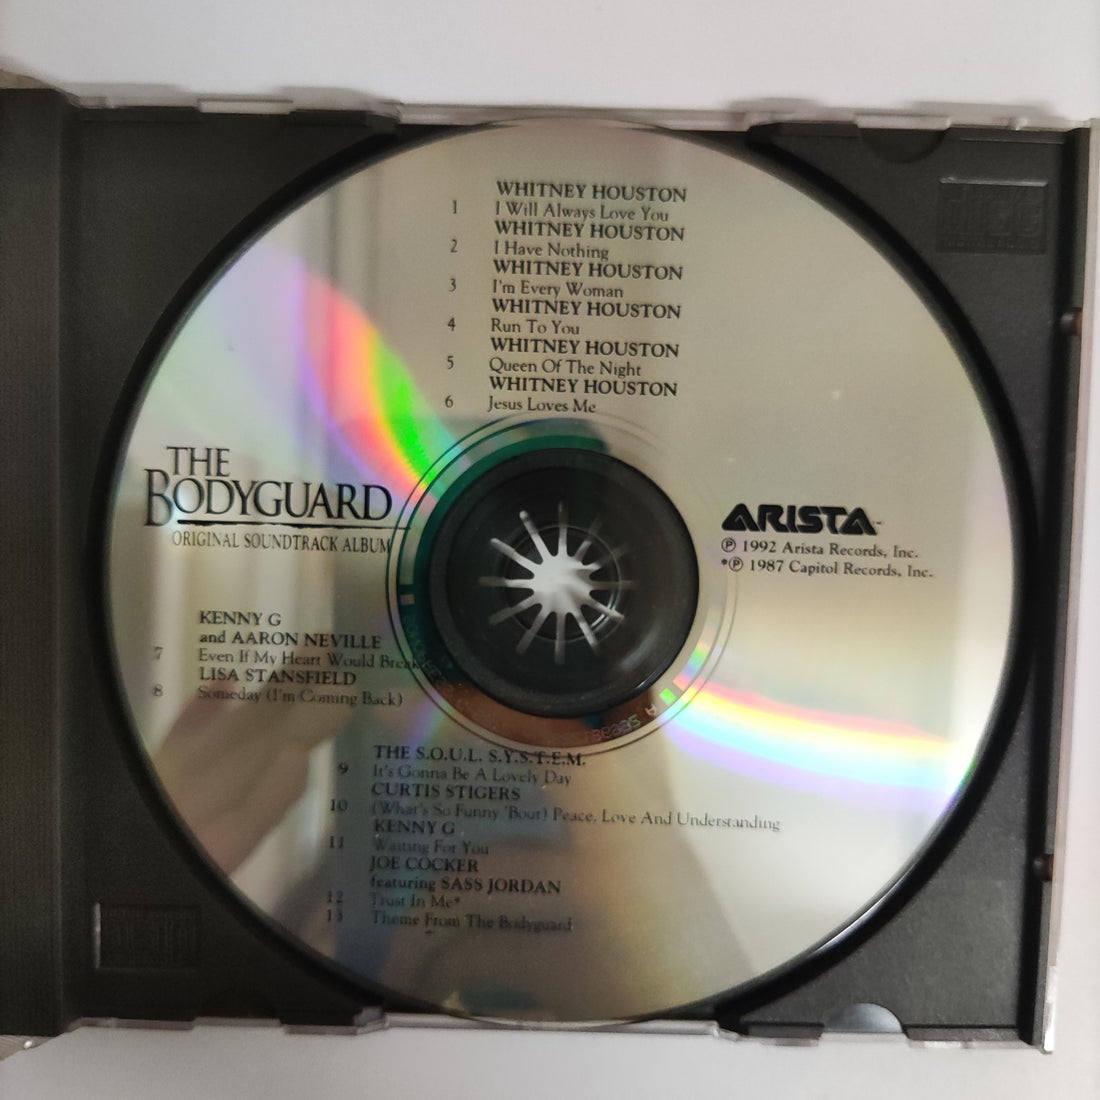 WHITNEY HOUSTON
1 I Will Always Love You
WHITNEY HOUSTON
2 I Have Nothing
WHITNEY HOUSTON
3 I'm Every Woman
WHITNEY HOUSTON
4 Run To You
WHITNEY HOUSTON
5 Queen Of The Night
WHITNEY HOUSTON
6 Jesus Loves Me
THE
BODYGUARD
ORIGINAL SOUNDTRACK ALBUM
ARISTA™
℗ 1992 Arista Records, Inc.
*℗ 1987 Capitol Records, Inc.
KENNY G
and AARON NEVILLE
7 Even If My Heart Would Break
LISA STANSFIELD
8 Someday (I'm Coming Back)
THE S.O.U.L. S.Y.S.T.E.M.
9 It's Gonna Be A Lovely Day
CURTIS STIGERS
10 (What's So Funny 'Bout) Peace, Love And Understanding
KENNY G
11 Waiting For You
JOE COCKER
featuring SASS JORDAN
12 Trust In Me*
13 Theme From The Bodyguard